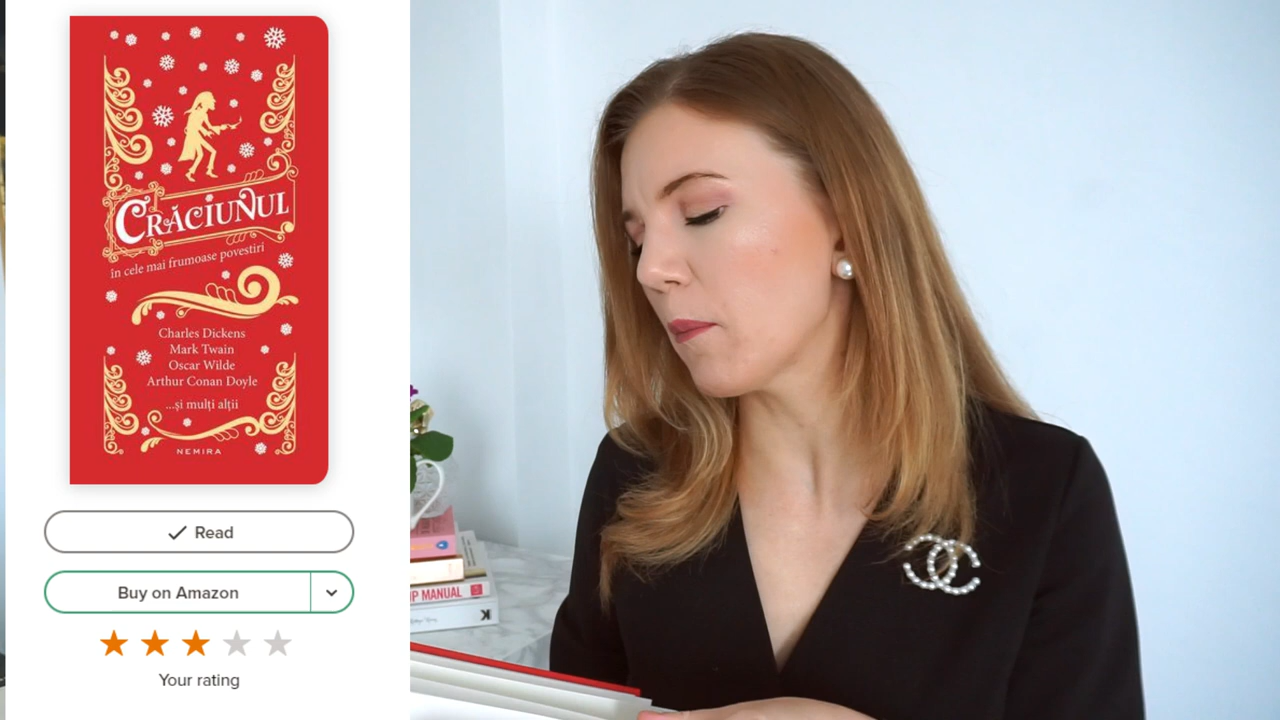 CRĂCIUNUL
în cele mai frumoase povestiri
Charles Dickens
Mark Twain
Oscar Wilde
Arthur Conan Doyle
...și mulți alții
NEMIRA
Read
Buy on Amazon
Your rating
MANUAL
K